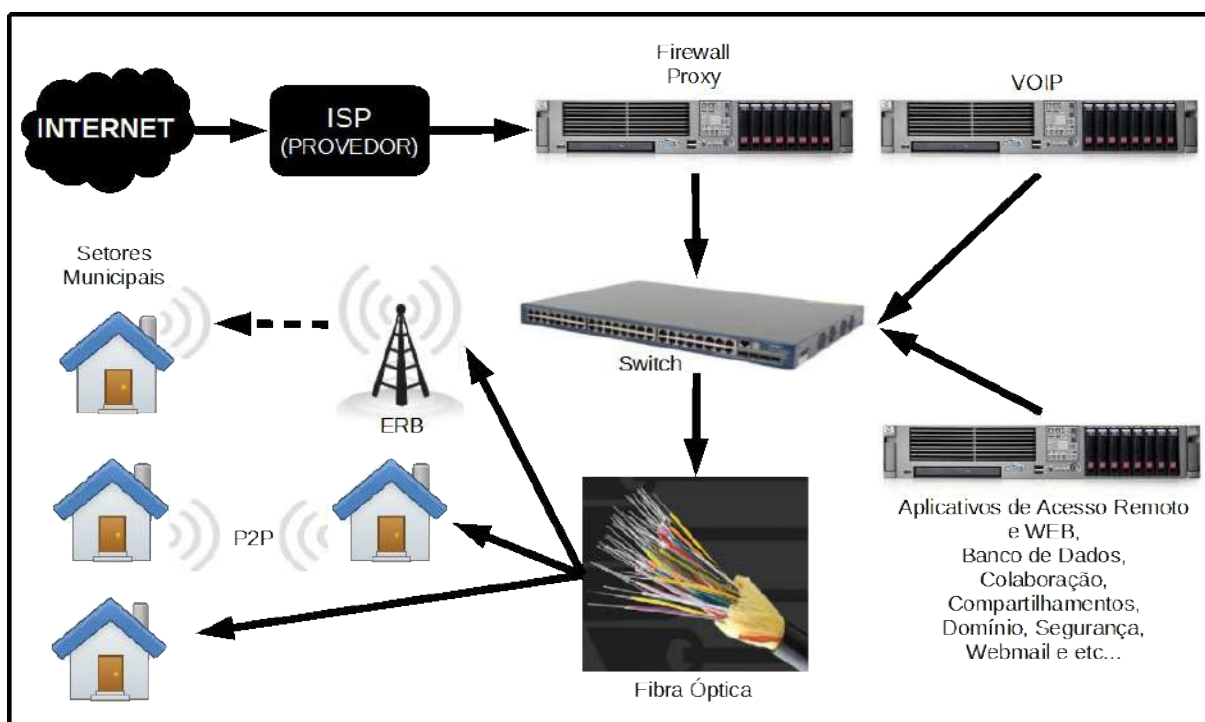 Firewall
Proxy
VOIP
INTERNET
ISP
(PROVEDOR)
Setores
Municipais
Switch
ERB
P2P
Aplicativos de Acesso Remoto
e WEB,
Banco de Dados,
Colaboração,
Compartilhamentos,
Domínio, Segurança,
Webmail e etc...
Fibra Óptica